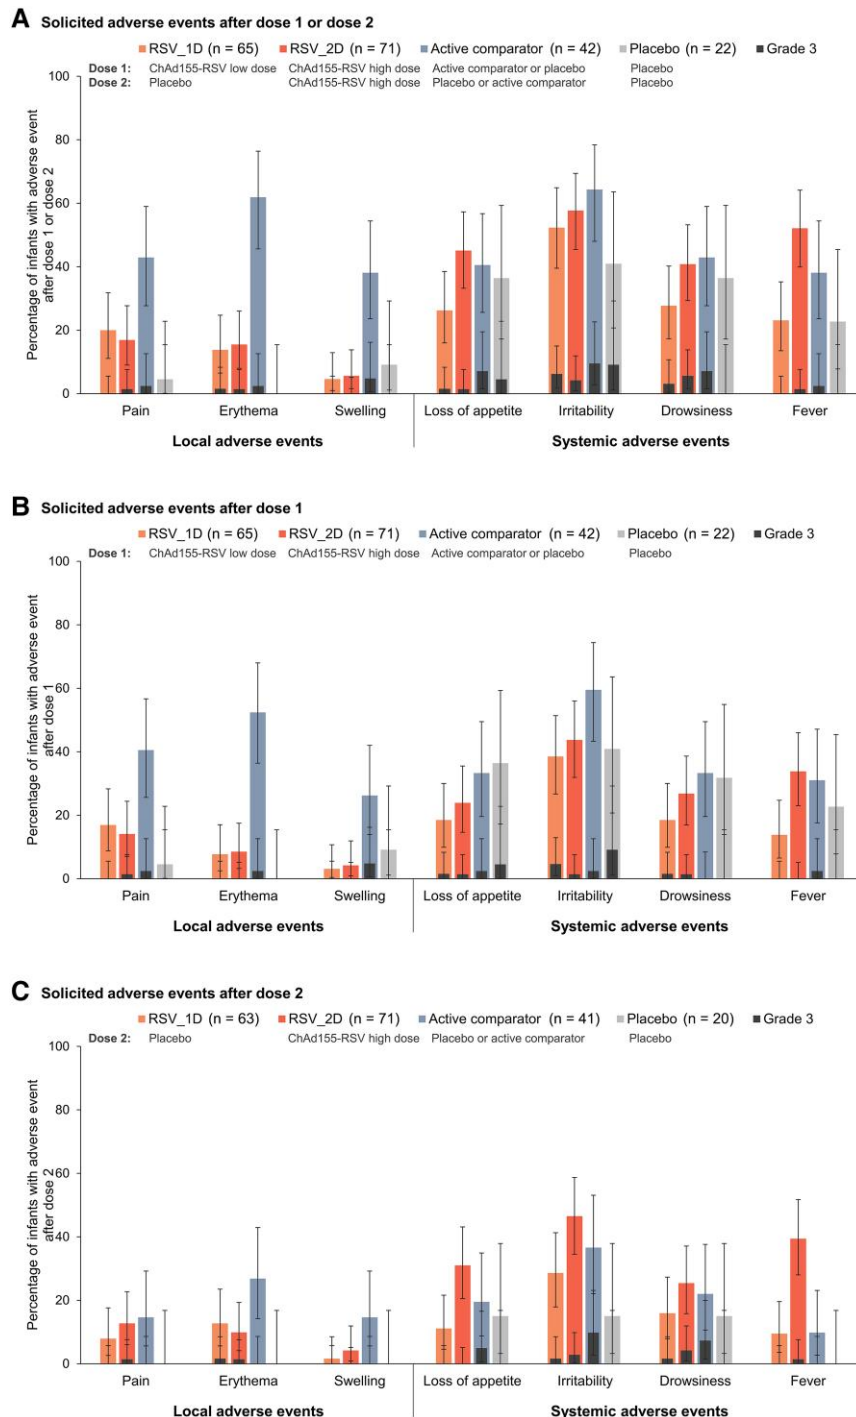 A Solicited adverse events after dose 1 or dose 2
RSV_1D (n = 65) RSV_2D (n = 71) Active comparator (n = 42) Placebo (n = 22) Grade 3
Dose 1: ChAd155-RSV low dose ChAd155-RSV high dose Active comparator or placebo Placebo
Dose 2: Placebo ChAd155-RSV high dose Placebo or active comparator Placebo
Percentage of infants with adverse event
after dose 1 or dose 2
100
80
60
40
20
0
Pain Erythema Swelling Loss of appetite Irritability Drowsiness Fever
Local adverse events Systemic adverse events
B Solicited adverse events after dose 1
RSV_1D (n = 65) RSV_2D (n = 71) Active comparator (n = 42) Placebo (n = 22) Grade 3
Dose 1: ChAd155-RSV low dose ChAd155-RSV high dose Active comparator or placebo Placebo
Percentage of infants with adverse event
after dose 1
100
80
60
40
20
0
Pain Erythema Swelling Loss of appetite Irritability Drowsiness Fever
Local adverse events Systemic adverse events
C Solicited adverse events after dose 2
RSV_1D (n = 63) RSV_2D (n = 71) Active comparator (n = 41) Placebo (n = 20) Grade 3
Dose 2: Placebo ChAd155-RSV high dose Placebo or active comparator Placebo
Percentage of infants with adverse event
after dose 2
100
80
60
40
20
0
Pain Erythema Swelling Loss of appetite Irritability Drowsiness Fever
Local adverse events Systemic adverse events